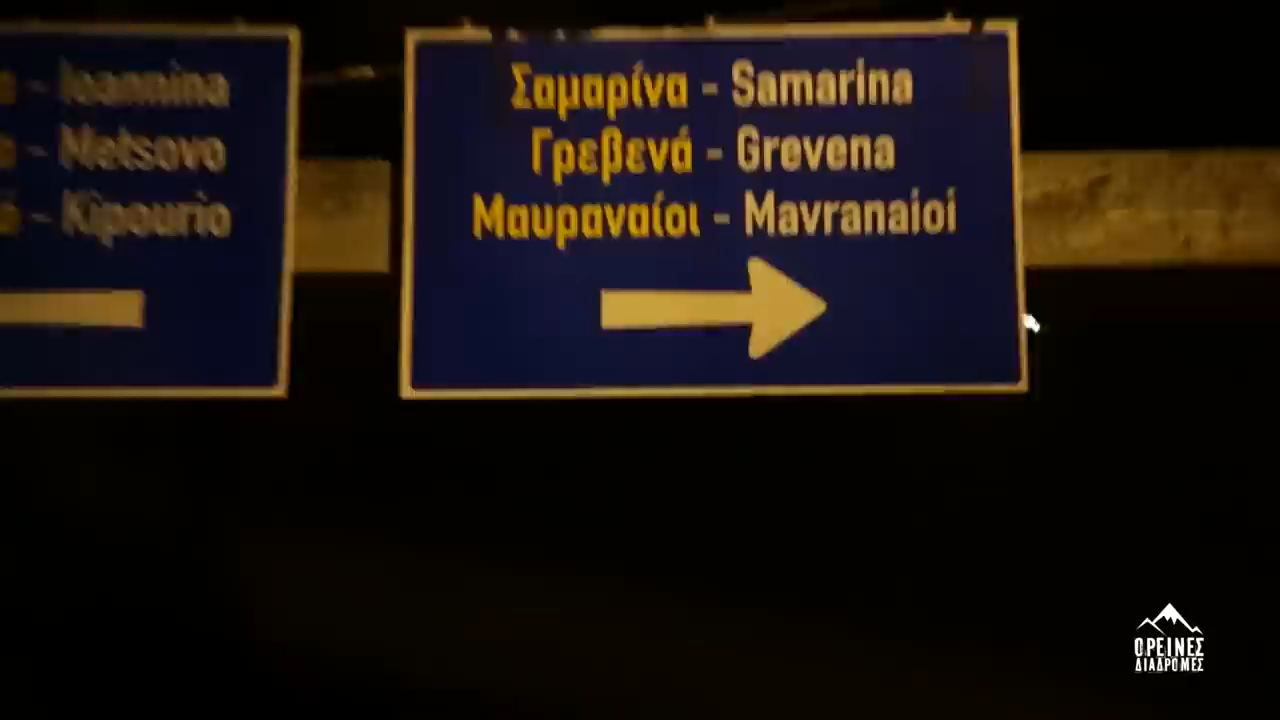 - Ioannina
- Metsovo
- Kipourio
Σαμαρίνα - Samarina
Γρεβενά - Grevena
Μαυραναίοι - Mavranaioi
ΟΡΕΙΝΕΣ
ΔΙΑΔΡΟΜΕΣ